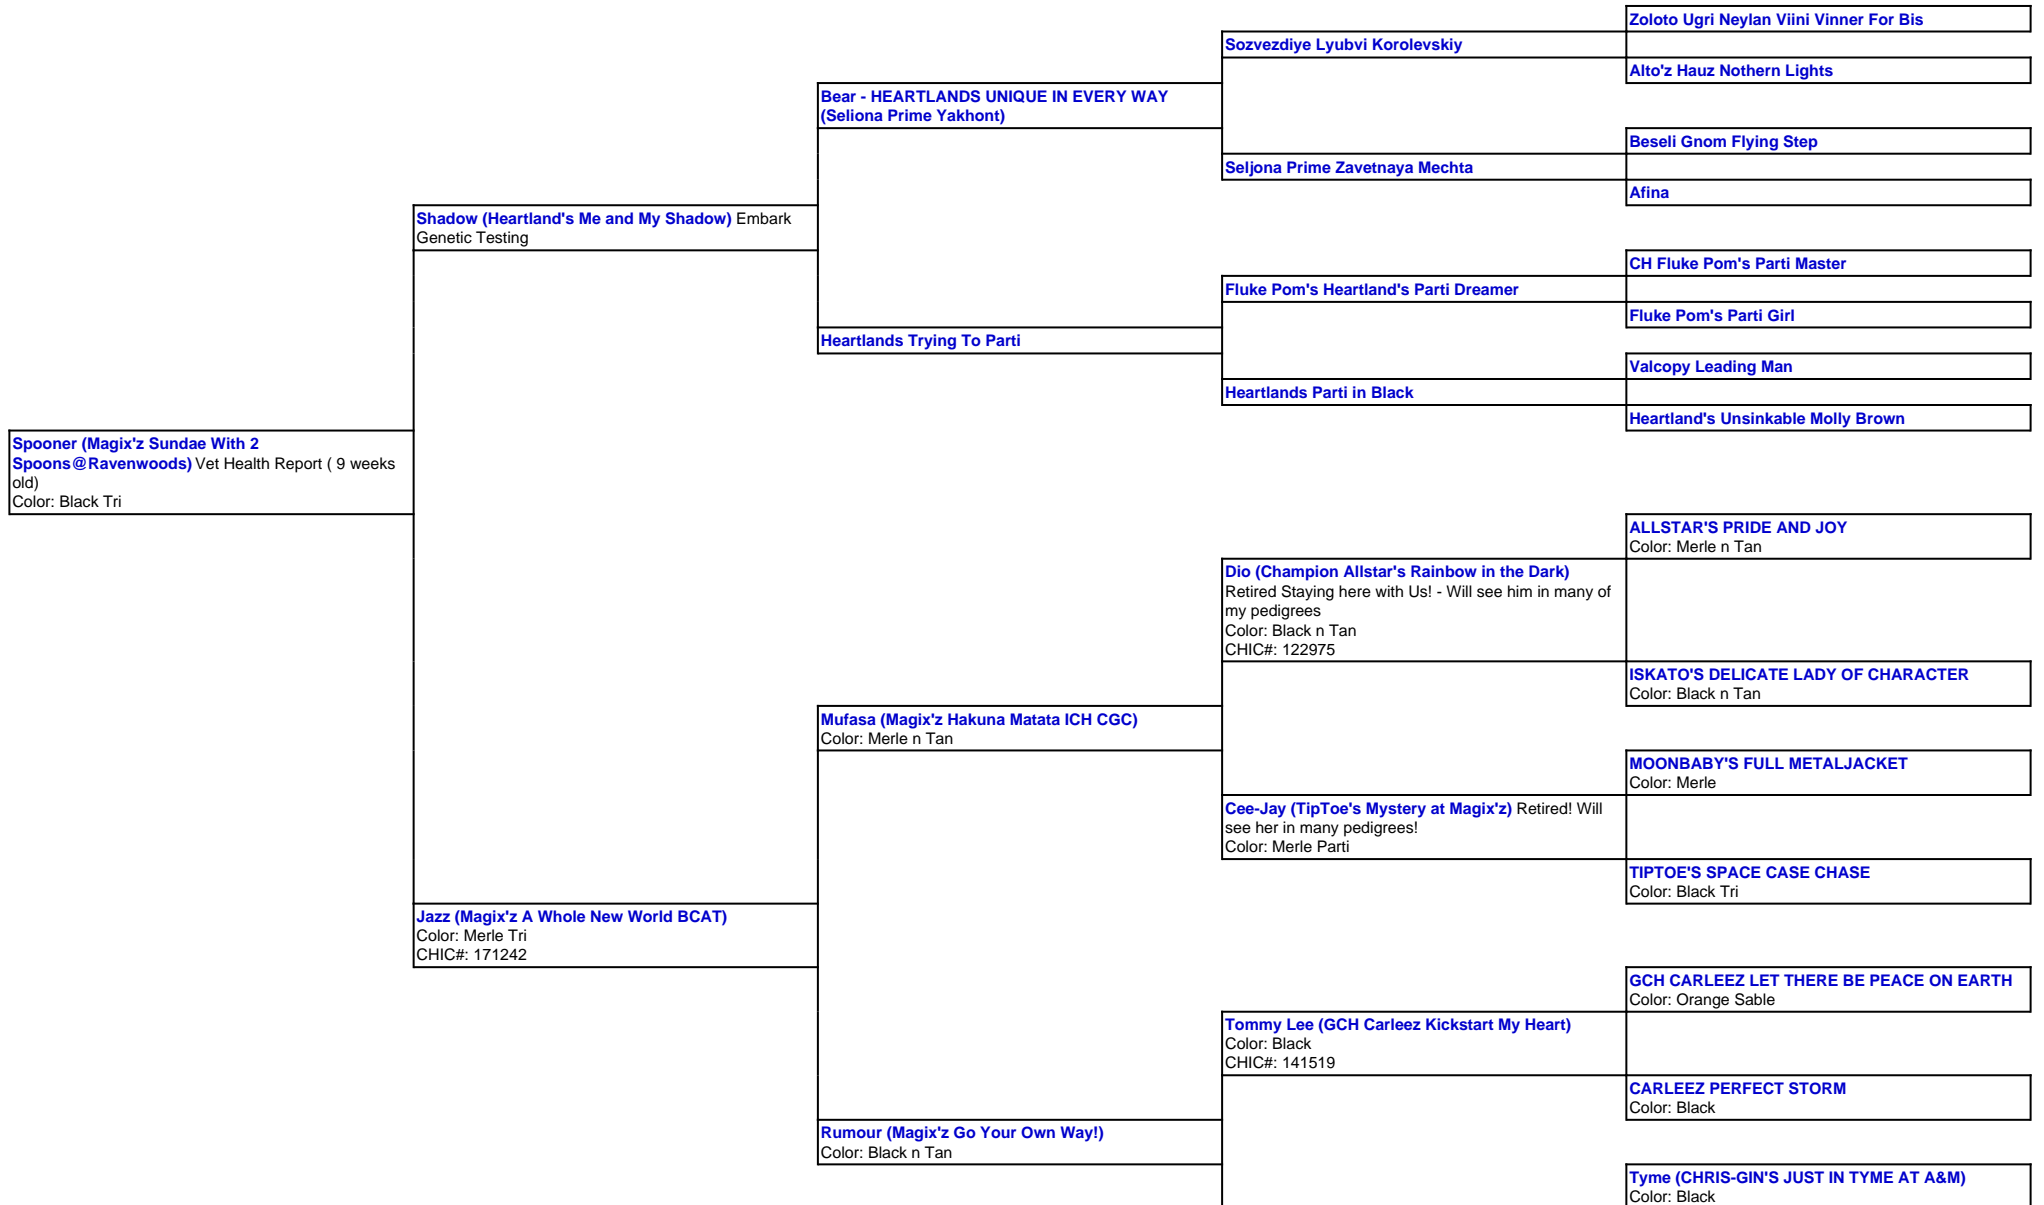 Zoloto Ugri Neylan Viini Vinner For Bis
Sozvezdiye Lyubvi Korolevskiy
Alto'z Hauz Nothern Lights
Bear - HEARTLANDS UNIQUE IN EVERY WAY
(Seliona Prime Yakhont)
Beseli Gnom Flying Step
Seljona Prime Zavetnaya Mechta
Afina
Shadow (Heartland's Me and My Shadow) Embark
Genetic Testing
CH Fluke Pom's Parti Master
Fluke Pom's Heartland's Parti Dreamer
Fluke Pom's Parti Girl
Heartlands Trying To Parti
Valcopy Leading Man
Heartlands Parti in Black
Heartland's Unsinkable Molly Brown
Spooner (Magix'z Sundae With 2
Spoons@Ravenwoods) Vet Health Report ( 9 weeks
old)
Color: Black Tri
ALLSTAR'S PRIDE AND JOY
Color: Merle n Tan
Dio (Champion Allstar's Rainbow in the Dark)
Retired Staying here with Us! - Will see him in many of
my pedigrees
Color: Black n Tan
CHIC#: 122975
ISKATO'S DELICATE LADY OF CHARACTER
Color: Black n Tan
Mufasa (Magix'z Hakuna Matata ICH CGC)
Color: Merle n Tan
MOONBABY'S FULL METALJACKET
Color: Merle
Cee-Jay (TipToe's Mystery at Magix'z) Retired! Will
see her in many pedigrees!
Color: Merle Parti
TIPTOE'S SPACE CASE CHASE
Color: Black Tri
Jazz (Magix'z A Whole New World BCAT)
Color: Merle Tri
CHIC#: 171242
GCH CARLEEZ LET THERE BE PEACE ON EARTH
Color: Orange Sable
Tommy Lee (GCH Carleez Kickstart My Heart)
Color: Black
CHIC#: 141519
CARLEEZ PERFECT STORM
Color: Black
Rumour (Magix'z Go Your Own Way!)
Color: Black n Tan
Tyme (CHRIS-GIN'S JUST IN TYME AT A&M)
Color: Black